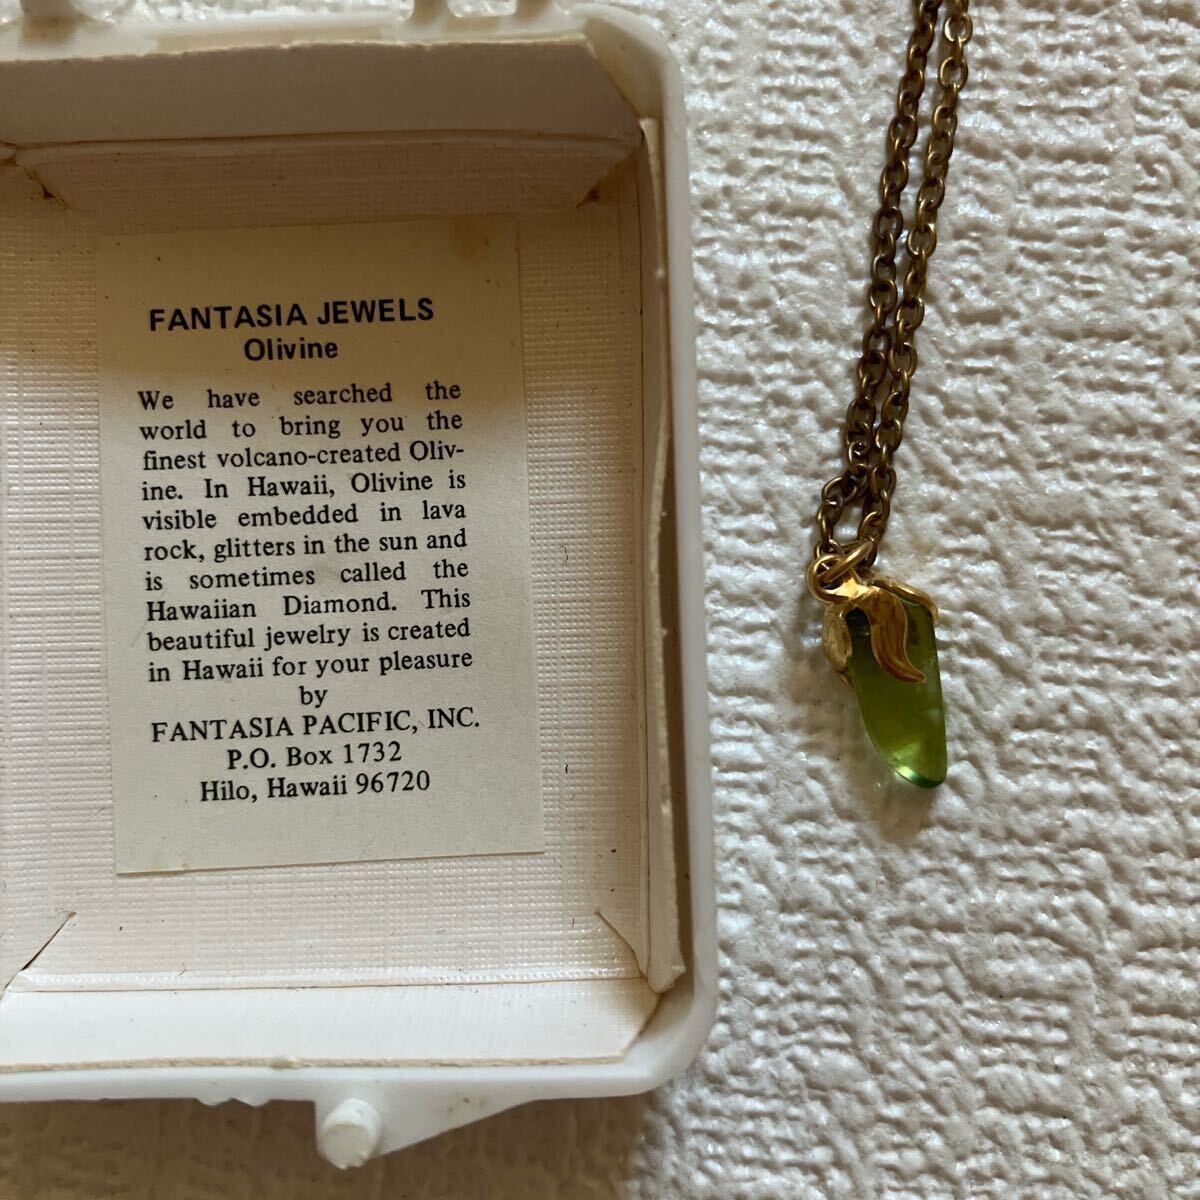 FANTASIA JEWELS
Olivine
We have searched the
world to bring you the
finest volcano-created Oliv-
ine. In Hawaii, Olivine is
visible embedded in lava
rock, glitters in the sun and
is sometimes called the
Hawaiian Diamond. This
beautiful jewelry is created
in Hawaii for your pleasure
by
FANTASIA PACIFIC, INC.
P.O. Box 1732
Hilo, Hawaii 96720